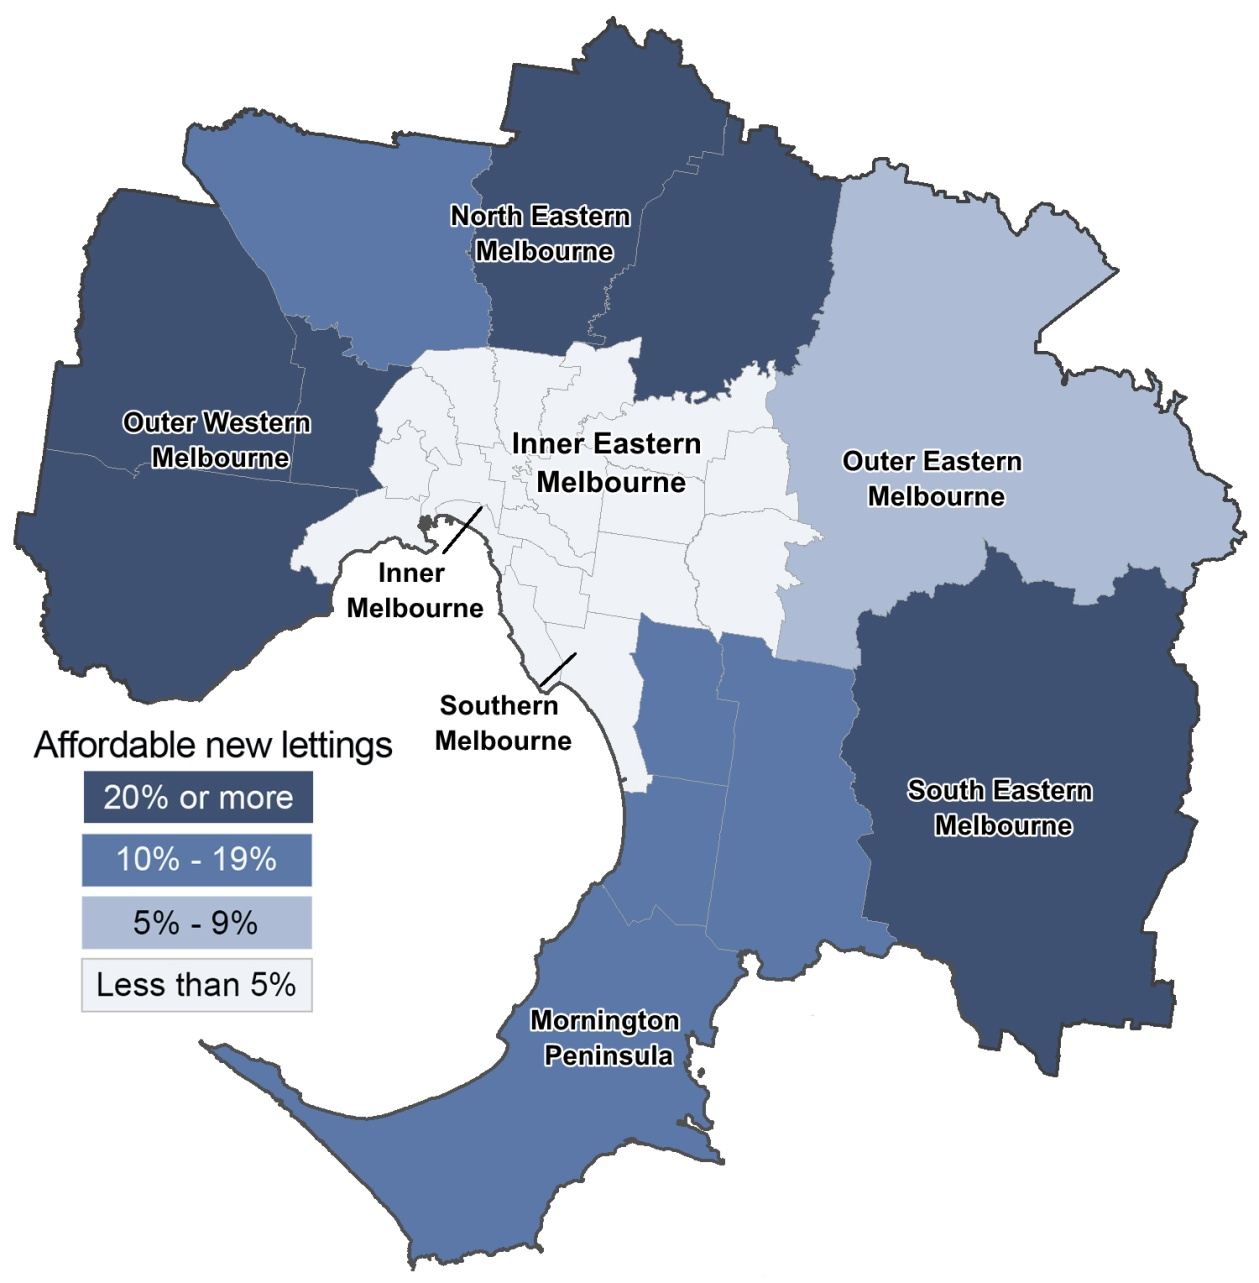 North Eastern
Melbourne
Outer Western
Melbourne
Inner Eastern
Melbourne
Outer Eastern
Melbourne
Inner
Melbourne
Southern
Melbourne
Affordable new lettings
20% or more
10% - 19%
5% - 9%
Less than 5%
South Eastern
Melbourne
Mornington
Peninsula